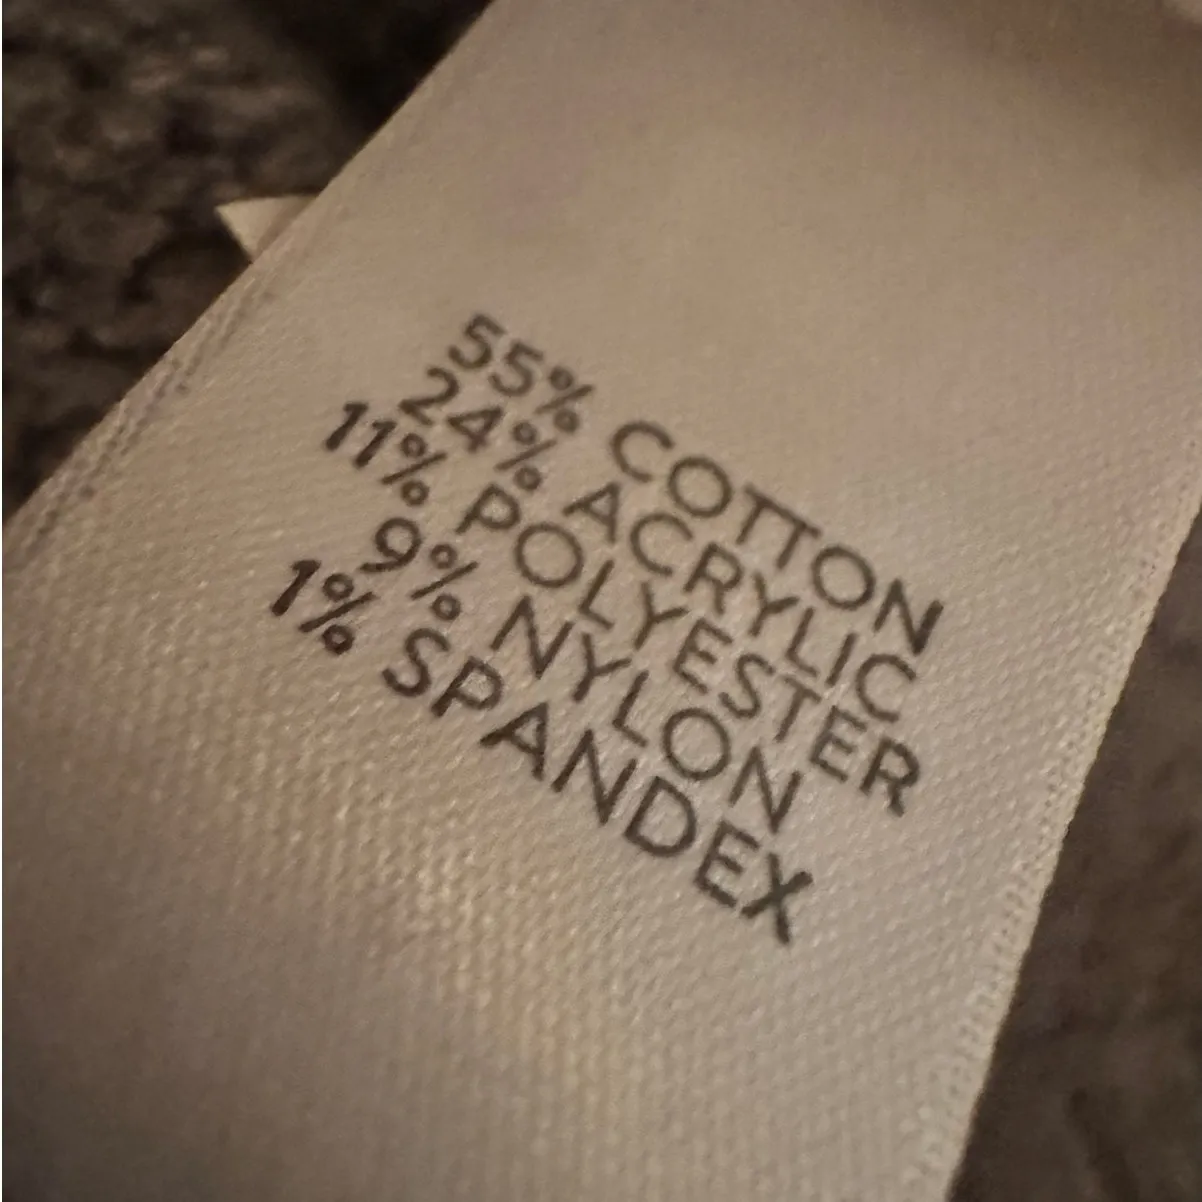 55% COTTON
24% ACRYLIC
11% POLYESTER
9% NYLON
1% SPANDEX